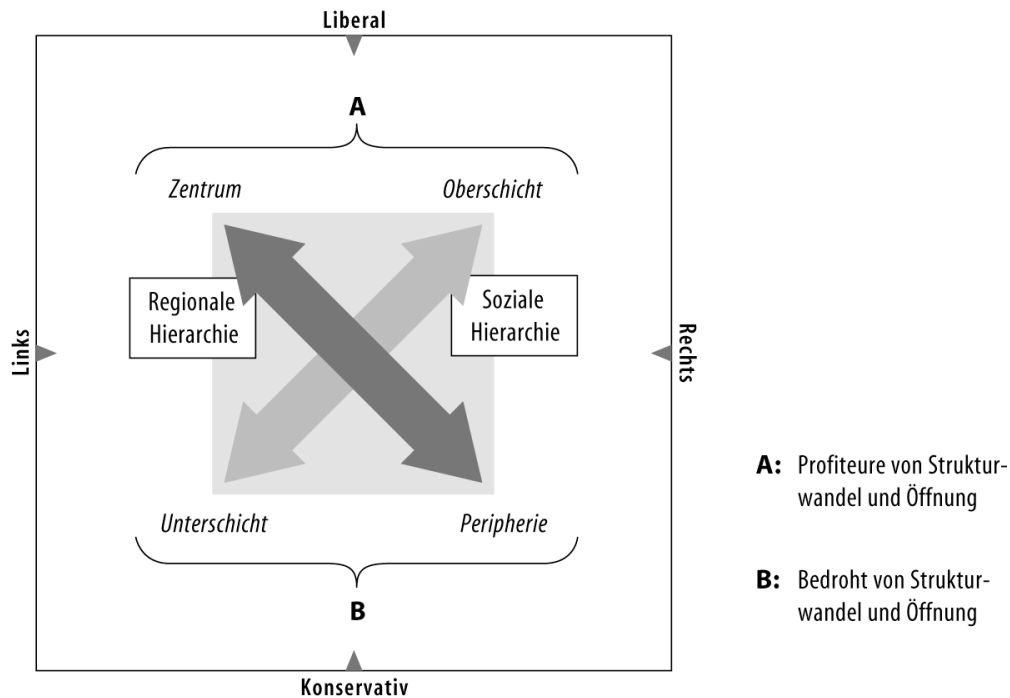 Liberal
A
Zentrum
Oberschicht
Regionale
Hierarchie
Soziale
Hierarchie
Links
Rechts
Unterschicht
Peripherie
B
Konservativ
A: Profiteure von Struktur-
wandel und Öffnung
B: Bedroht von Struktur-
wandel und Öffnung